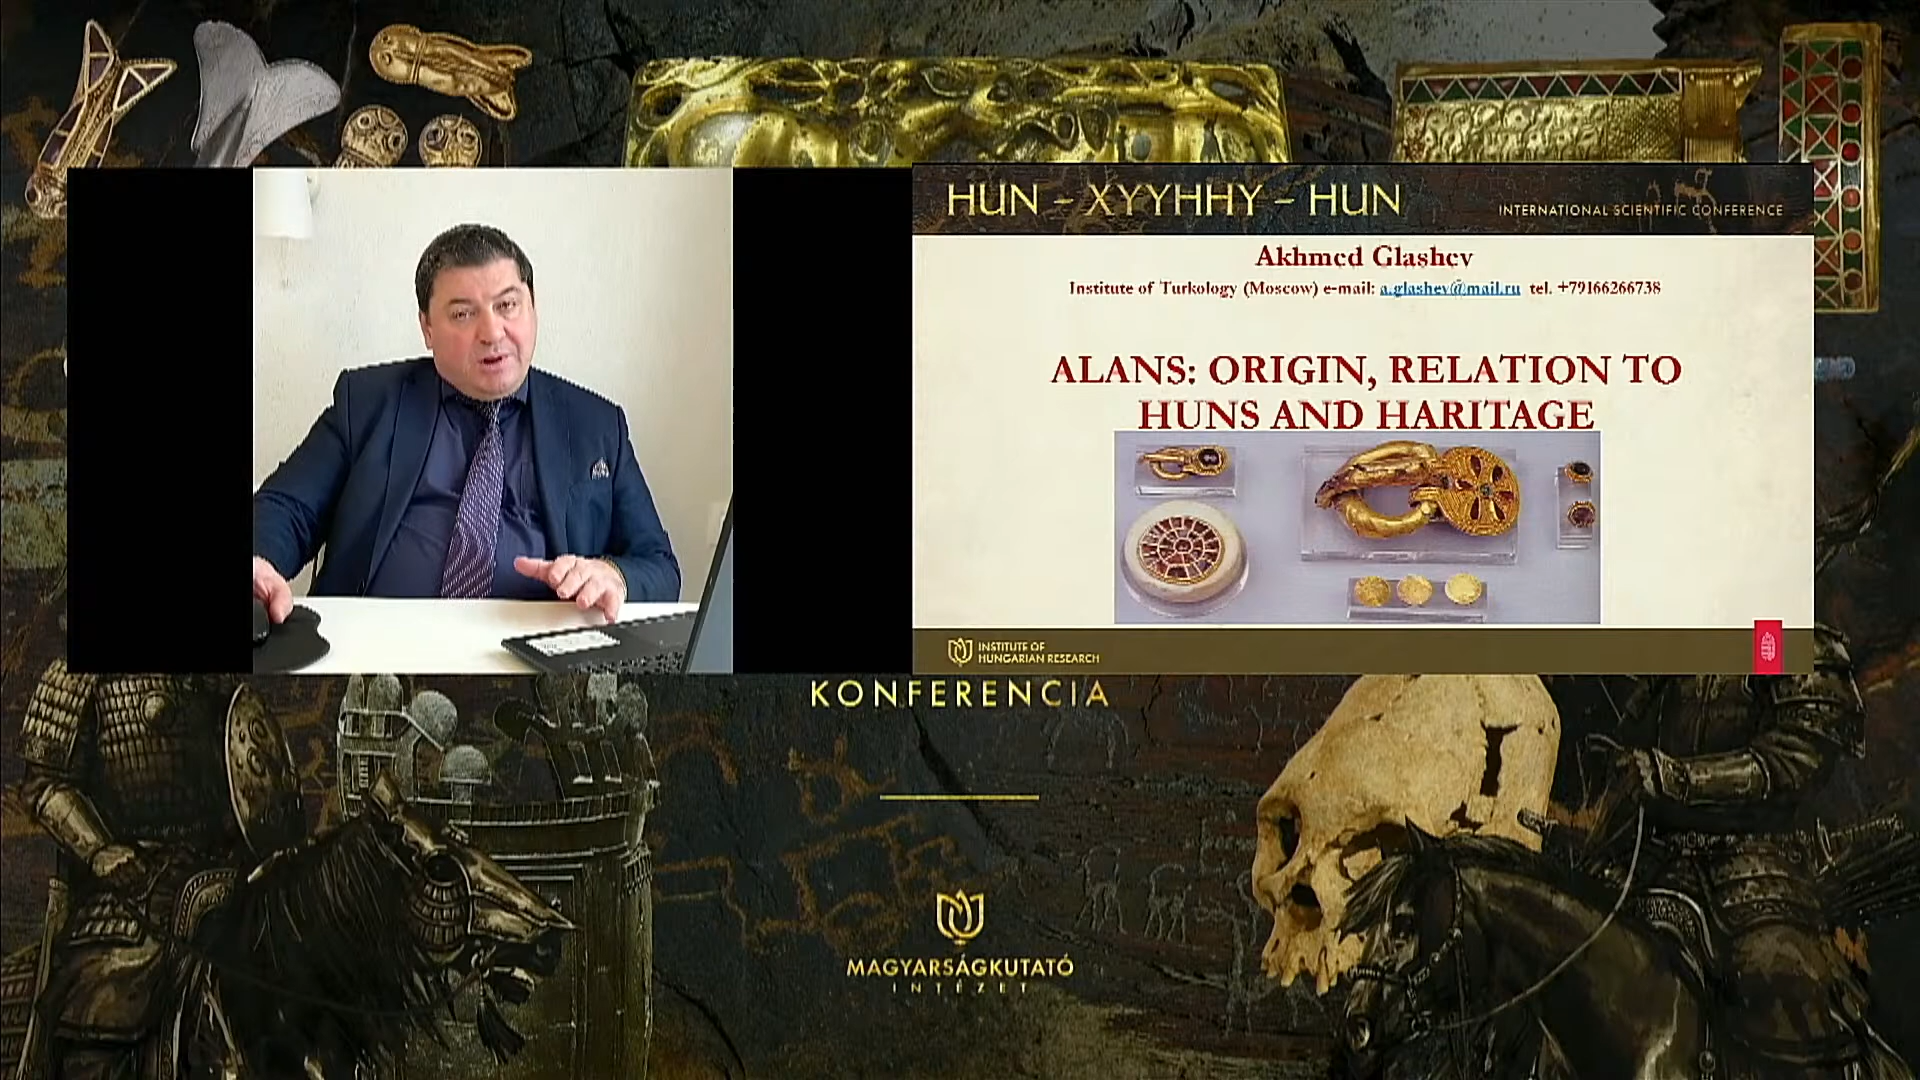 HUN – ХҮҮННҮ – HUN
INTERNATIONAL SCIENTIFIC CONFERENCE
Akhmed Glashev
Institute of Turkology (Moscow) e-mail: a.glashev@mail.ru tel. +79166266738
ALANS: ORIGIN, RELATION TO
HUNS AND HARITAGE
INSTITUTE OF
HUNGARIAN RESEARCH
KONFERENCIA
MAGYARSÁGKUTATÓ
INTÉZET